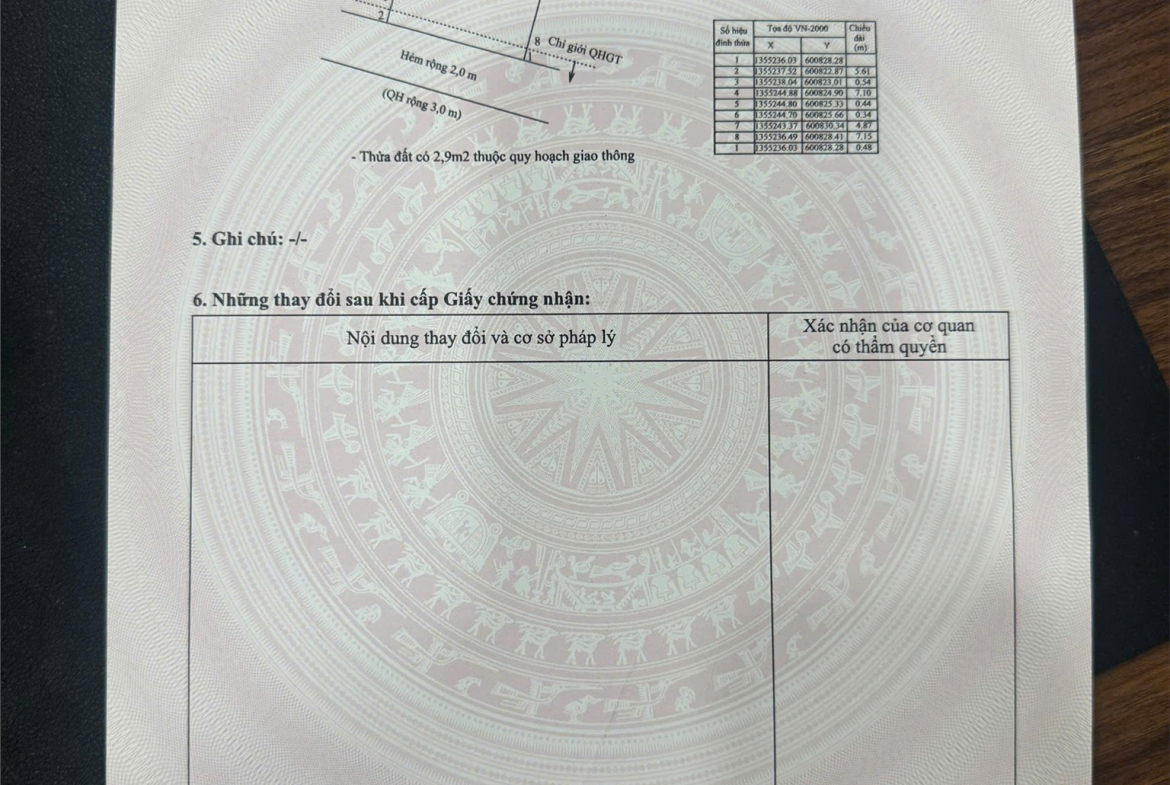 2
8 Chỉ giới QHGT
1
Hẻm rộng 2,0 m
(QH rộng 3,0 m)
- Thửa đất có 2,9m2 thuộc quy hoạch giao thông
Số hiệu đỉnh thửa Tọa độ VN-2000 Chiều dài (m)
X Y
1 1355236.03 600828.28
2 1355237.52 600822.87 5.61
3 1355238.04 600823.01 0.54
4 1355244.88 600824.90 7.10
5 1355244.80 600825.33 0.44
6 1355244.70 600825.66 0.34
7 1355243.37 600830.34 4.87
8 1355236.49 600828.41 7.15
1 1355236.03 600828.28 0.48
5. Ghi chú: -/-
6. Những thay đổi sau khi cấp Giấy chứng nhận:
Nội dung thay đổi và cơ sở pháp lý
Xác nhận của cơ quan
có thẩm quyền